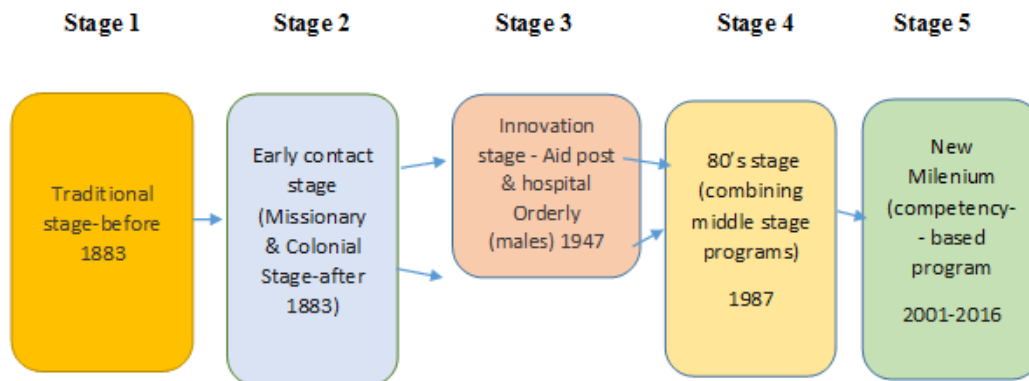 Stage 1
Stage 2
Stage 3
Stage 4
Stage 5
Traditional
stage-before
1883
Early contact
stage
(Missionary
& Colonial
Stage-after
1883)
Innovation
stage - Aid post
& hospital
Orderly
(males) 1947
80's stage
(combining
middle stage
programs)
1987
New
Milenium
(competency-
- based
program
2001-2016